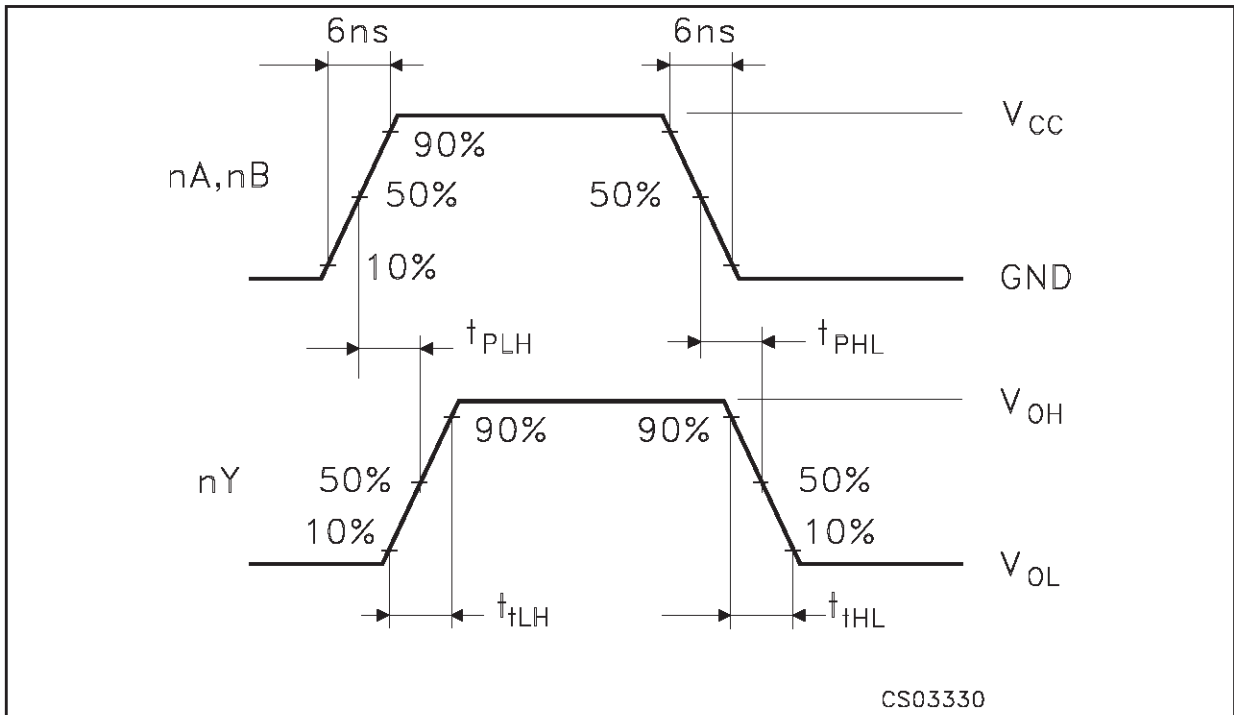 6ns 6ns
V_CC
90%
nA,nB 50% 50%
10% GND
t_PLH t_PHL
V_OH
90% 90%
nY 50% 50%
10% 10%
V_OL
t_tLH t_tHL
CS03330